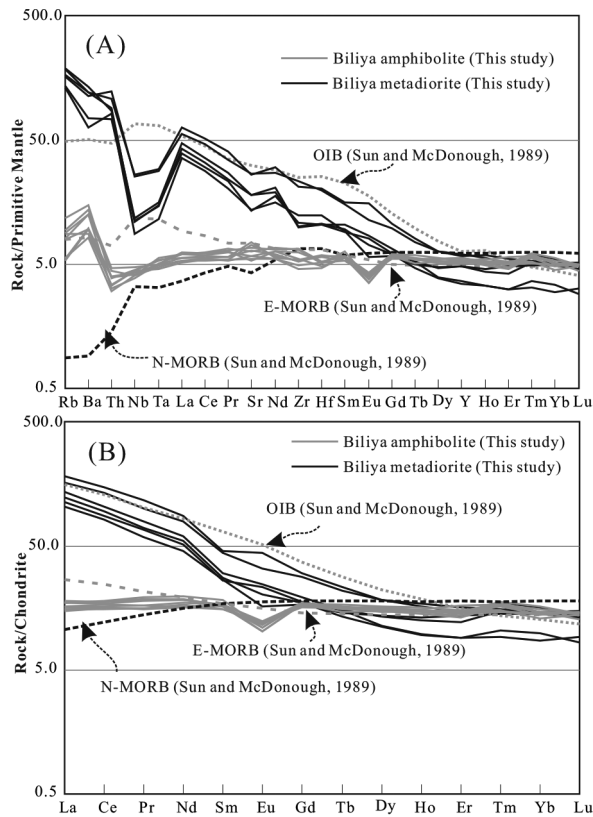 500.0
(A)
Biliya amphibolite (This study)
Biliya metadiorite (This study)
50.0
OIB (Sun and McDonough, 1989)
Rock/Primitive Mantle
5.0
E-MORB (Sun and McDonough, 1989)
N-MORB (Sun and McDonough, 1989)
0.5
Rb Ba Th Nb Ta La Ce Pr Sr Nd Zr Hf Sm Eu Gd Tb Dy Y Ho Er Tm Yb Lu
500.0
(B)
Biliya amphibolite (This study)
Biliya metadiorite (This study)
OIB (Sun and McDonough, 1989)
50.0
Rock/Chondrite
E-MORB (Sun and McDonough, 1989)
5.0
N-MORB (Sun and McDonough, 1989)
0.5
La Ce Pr Nd Sm Eu Gd Tb Dy Ho Er Tm Yb Lu